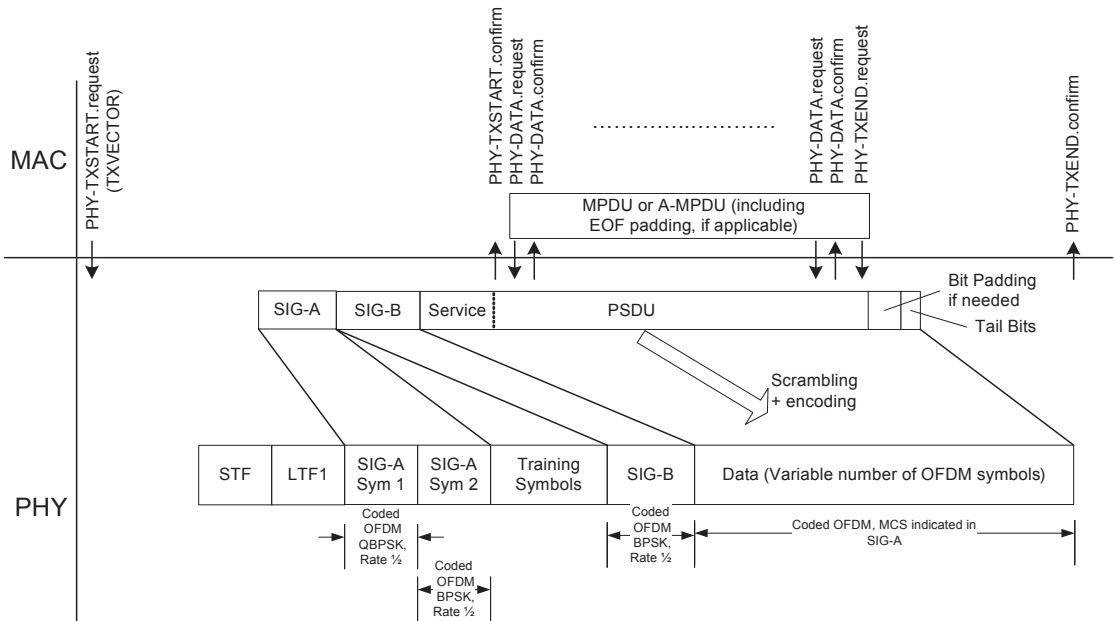 MAC
PHY-TXSTART.request
(TXVECTOR)
PHY-TXSTART.confirm
PHY-DATA.request
PHY-DATA.confirm
PHY-DATA.request
PHY-DATA.confirm
PHY-TXEND.request
PHY-TXEND.confirm
MPDU or A-MPDU (including
EOF padding, if applicable)
SIG-A
SIG-B
Service
PSDU
Bit Padding
if needed
Tail Bits
Scrambling
+ encoding
PHY
STF
LTF1
SIG-A
Sym 1
SIG-A
Sym 2
Training
Symbols
SIG-B
Data (Variable number of OFDM symbols)
Coded
OFDM
QBPSK,
Rate ½
Coded
OFDM
BPSK,
Rate ½
Coded
OFDM
BPSK,
Rate ½
Coded OFDM, MCS indicated in
SIG-A